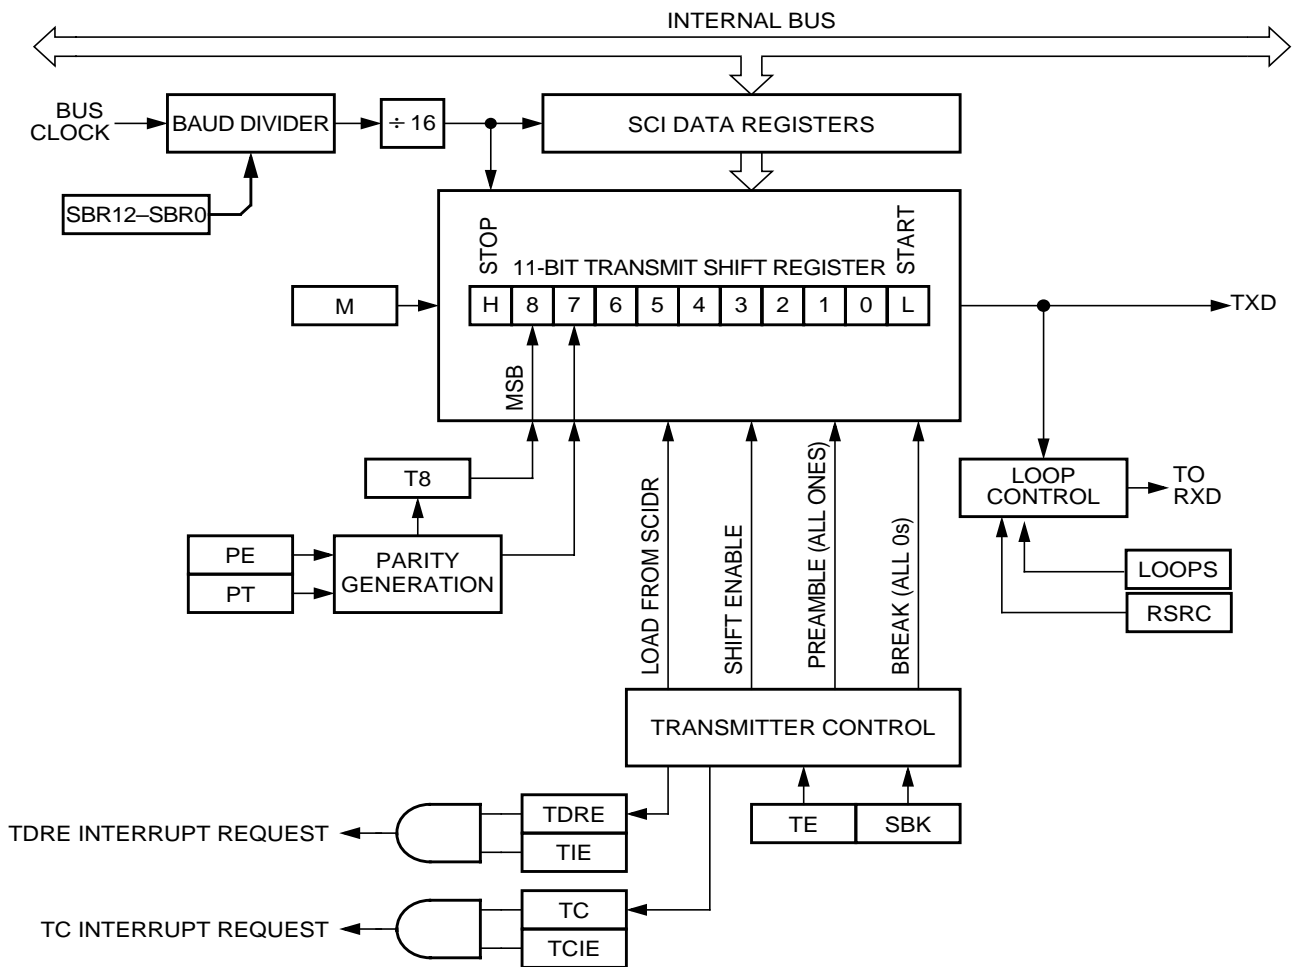 INTERNAL BUS
BUS
CLOCK
BAUD DIVIDER
÷ 16
SCI DATA REGISTERS
SBR12–SBR0
STOP
11-BIT TRANSMIT SHIFT REGISTER
START
M
H 8 7 6 5 4 3 2 1 0 L
TXD
MSB
T8
LOOP
CONTROL
TO
RXD
PE
PT
PARITY
GENERATION
LOAD FROM SCIDR
SHIFT ENABLE
PREAMBLE (ALL ONES)
BREAK (ALL 0s)
LOOPS
RSRC
TRANSMITTER CONTROL
TDRE INTERRUPT REQUEST
TDRE
TIE
TE
SBK
TC INTERRUPT REQUEST
TC
TCIE